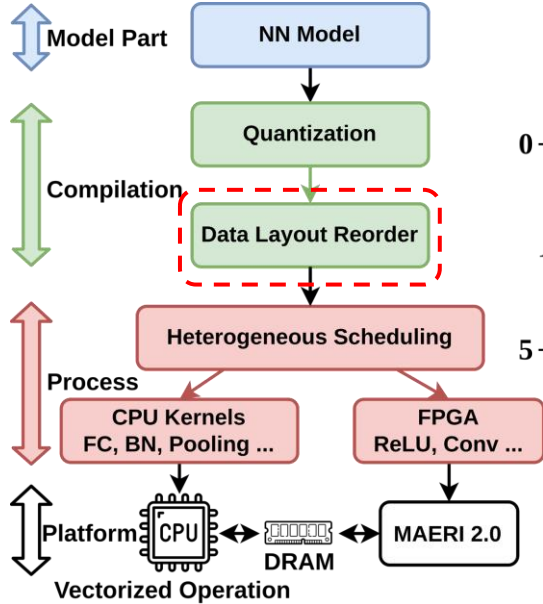 Model Part
NN Model
Quantization
0
Compilation
Data Layout Reorder
Heterogeneous Scheduling
5
Process
CPU Kernels
FC, BN, Pooling ...
FPGA
ReLU, Conv ...
Platform
CPU
DRAM
MAERI 2.0
Vectorized Operation